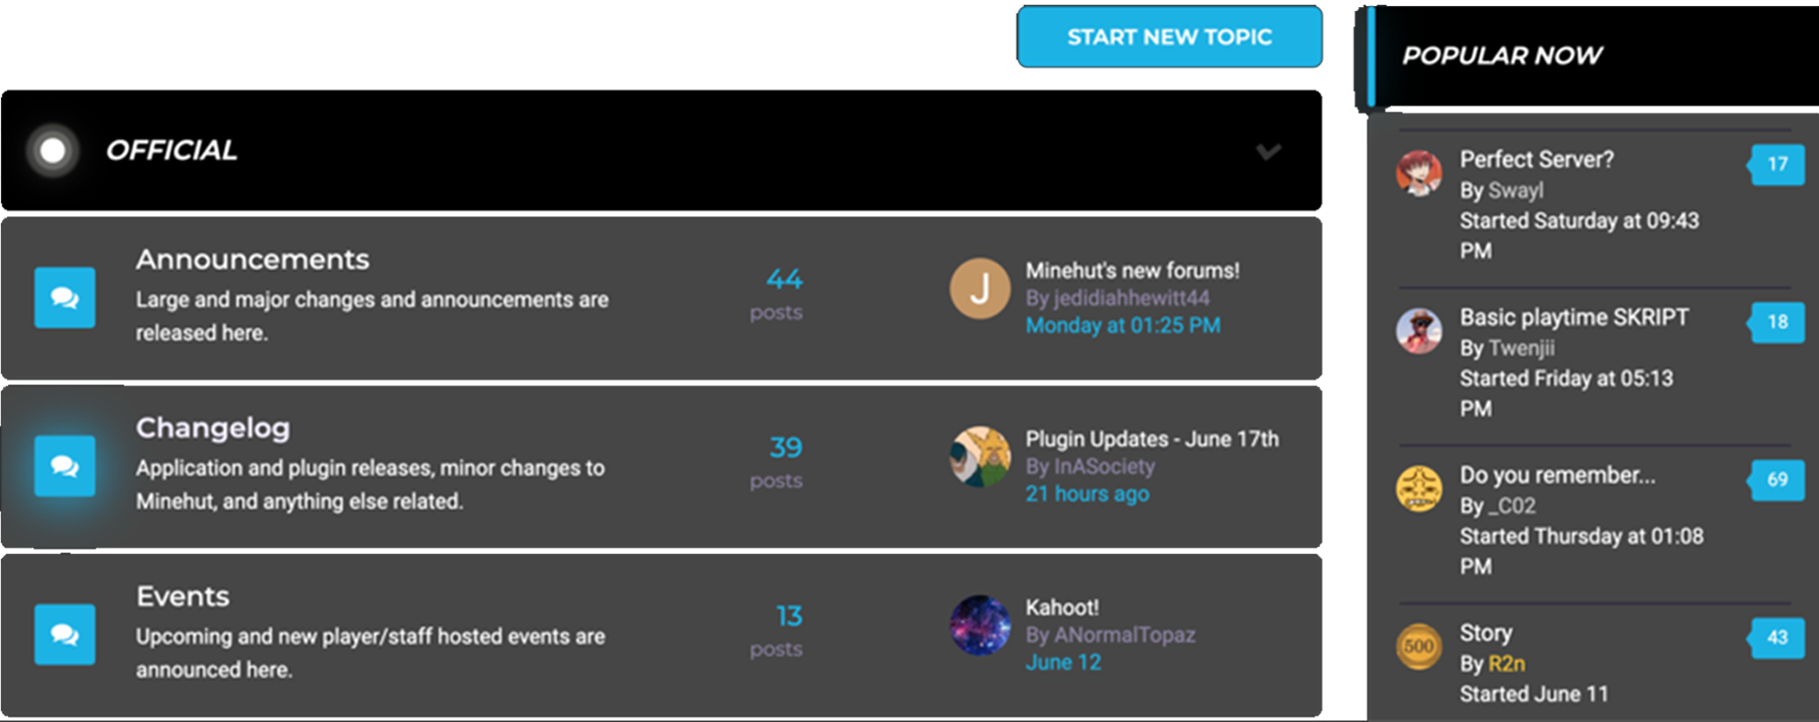 START NEW TOPIC
OFFICIAL
Announcements
Large and major changes and announcements are
released here.
44
posts
J
Minehut's new forums!
By jedidiahhewitt44
Monday at 01:25 PM
Changelog
Application and plugin releases, minor changes to
Minehut, and anything else related.
39
posts
Plugin Updates - June 17th
By InASociety
21 hours ago
Events
Upcoming and new player/staff hosted events are
announced here.
13
posts
Kahoot!
By ANormalTopaz
June 12
POPULAR NOW
Perfect Server?
By Swayl
Started Saturday at 09:43
PM
17
Basic playtime SKRIPT
By Twenjii
Started Friday at 05:13
PM
18
Do you remember...
By _C02
Started Thursday at 01:08
PM
69
500
Story
By R2n
Started June 11
43